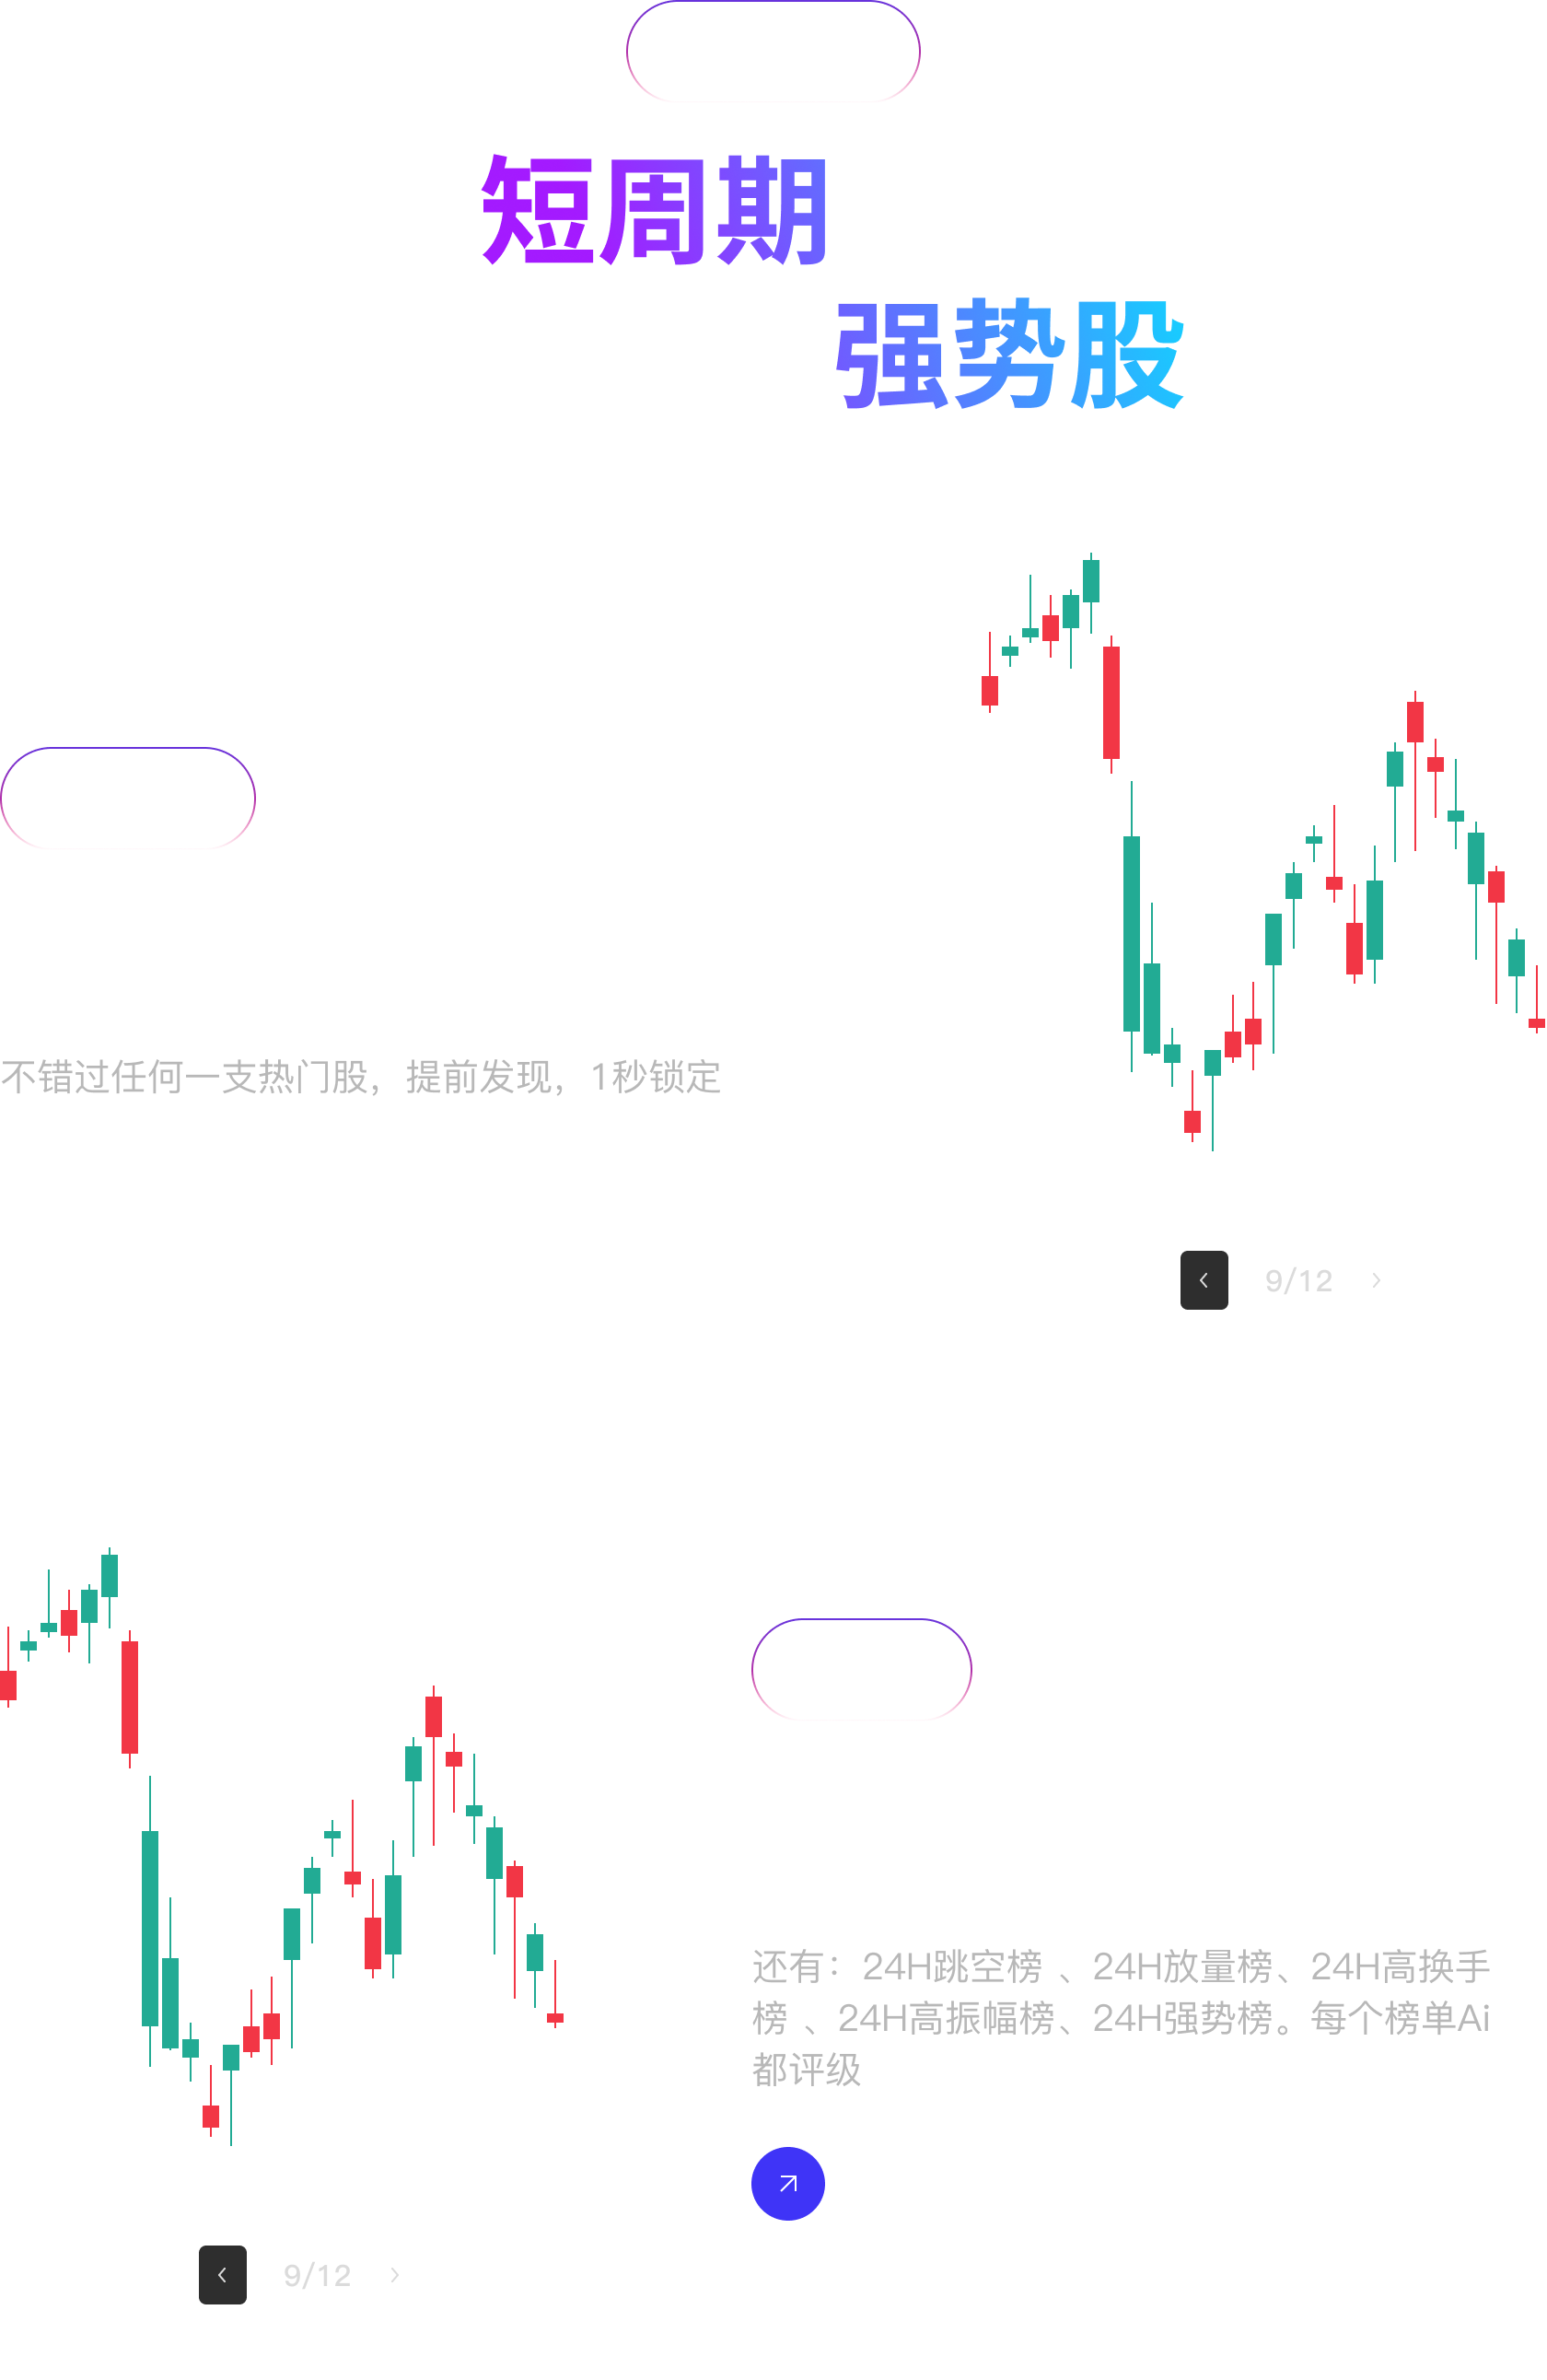 短周期
强势股
不错过任何一支热门股，提前发现，1秒锁定
9/12
还有：24H跳空榜 、24H放量榜、24H高换手
榜 、24H高振幅榜、24H强势榜。每个榜单Ai
都评级
9/12